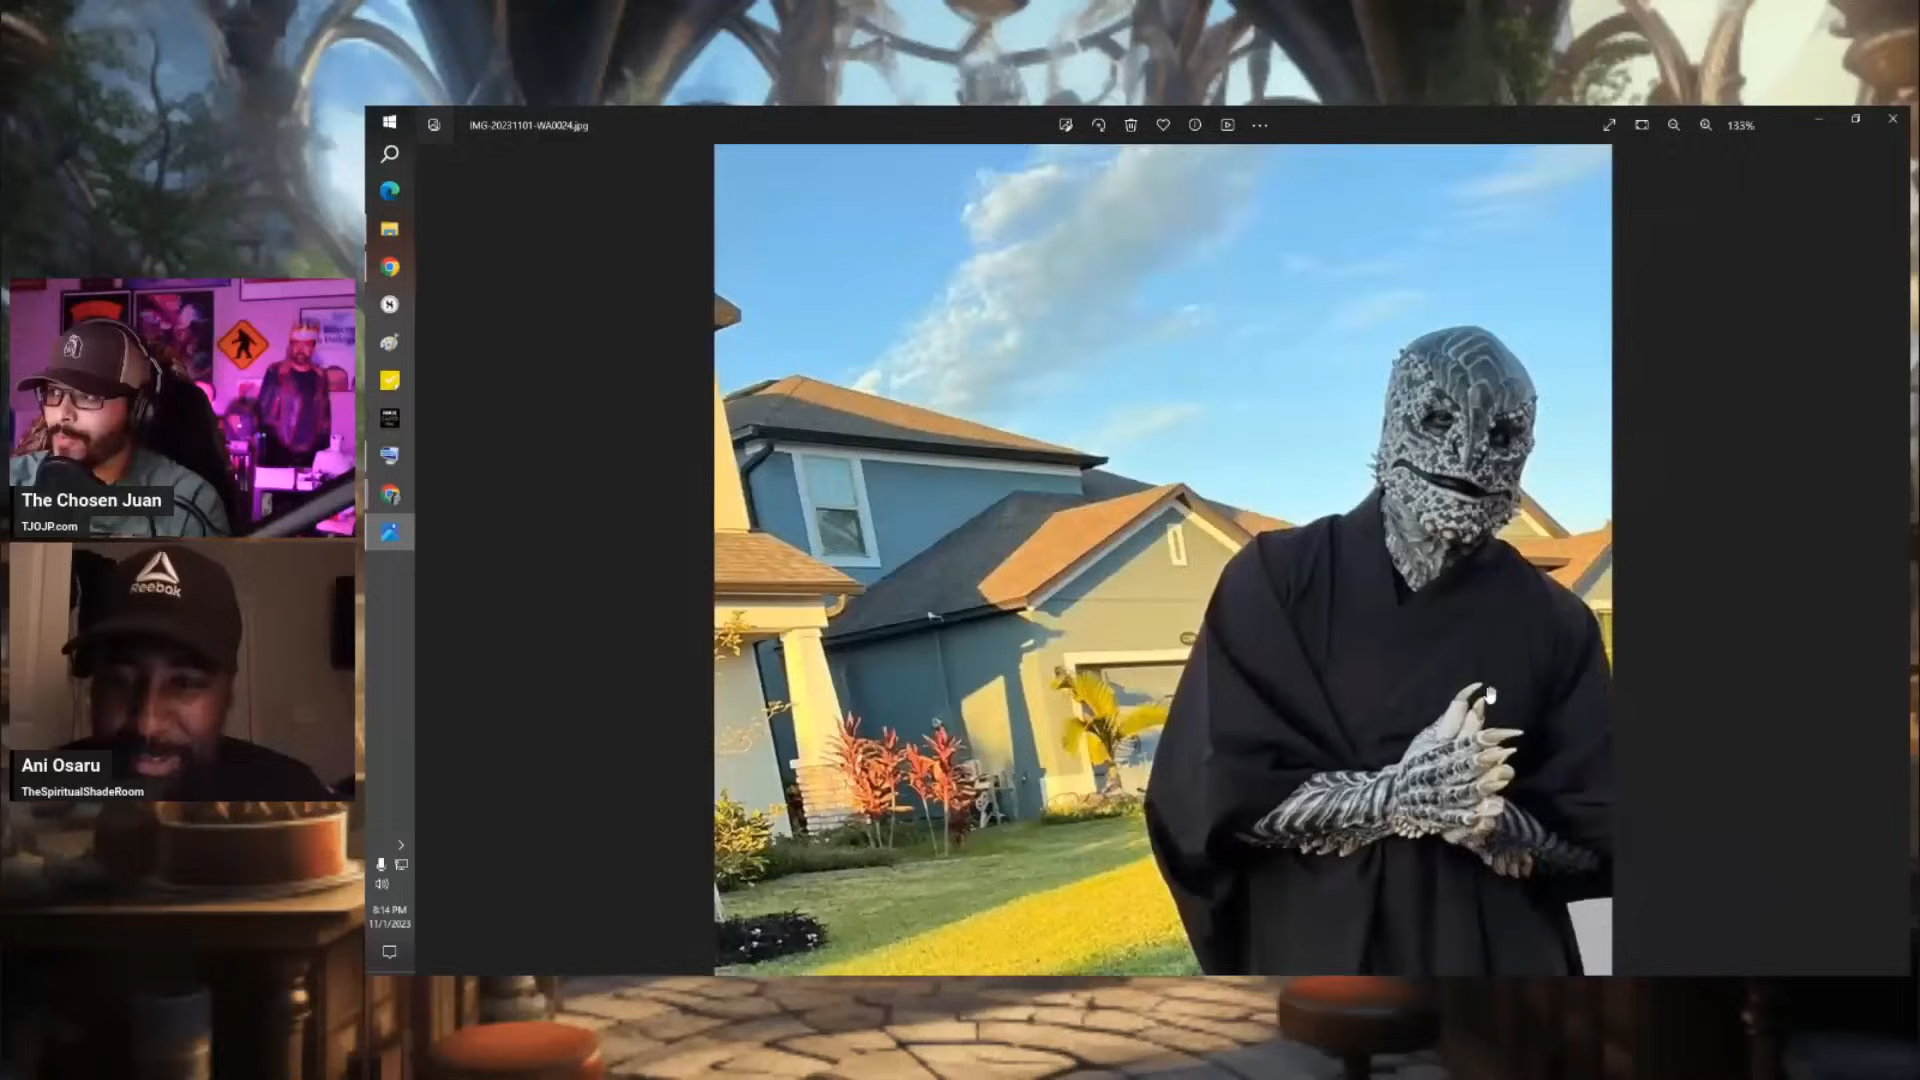 IMG-20231101-WA0024.jpg
133%
The Chosen Juan
TJOJP.com
Reebok
Ani Osaru
TheSpiritualShadeRoom
8:14 PM
11/1/2023